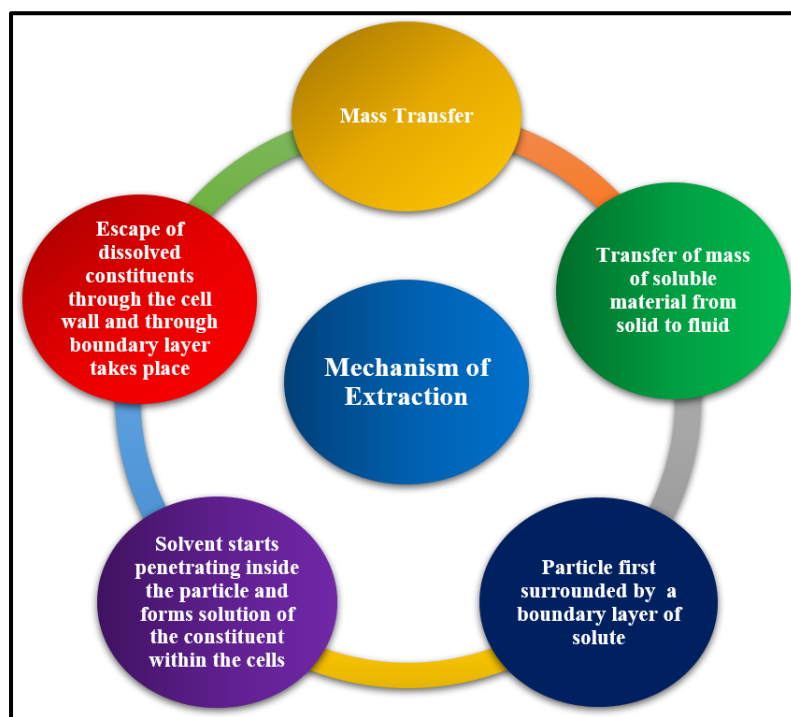 Mass Transfer
Transfer of mass
of soluble
material from
solid to fluid
Particle first
surrounded by a
boundary layer of
solute
Solvent starts
penetrating inside
the particle and
forms solution of
the constituent
within the cells
Escape of
dissolved
constituents
through the cell
wall and through
boundary layer
takes place
Mechanism of
Extraction